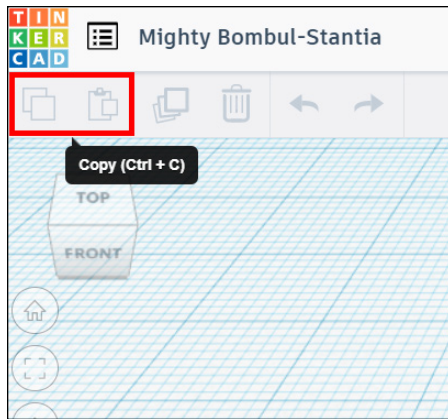 TIN
KER
CAD
Mighty Bombul-Stantia
Copy (Ctrl + C)
TOP
FRONT